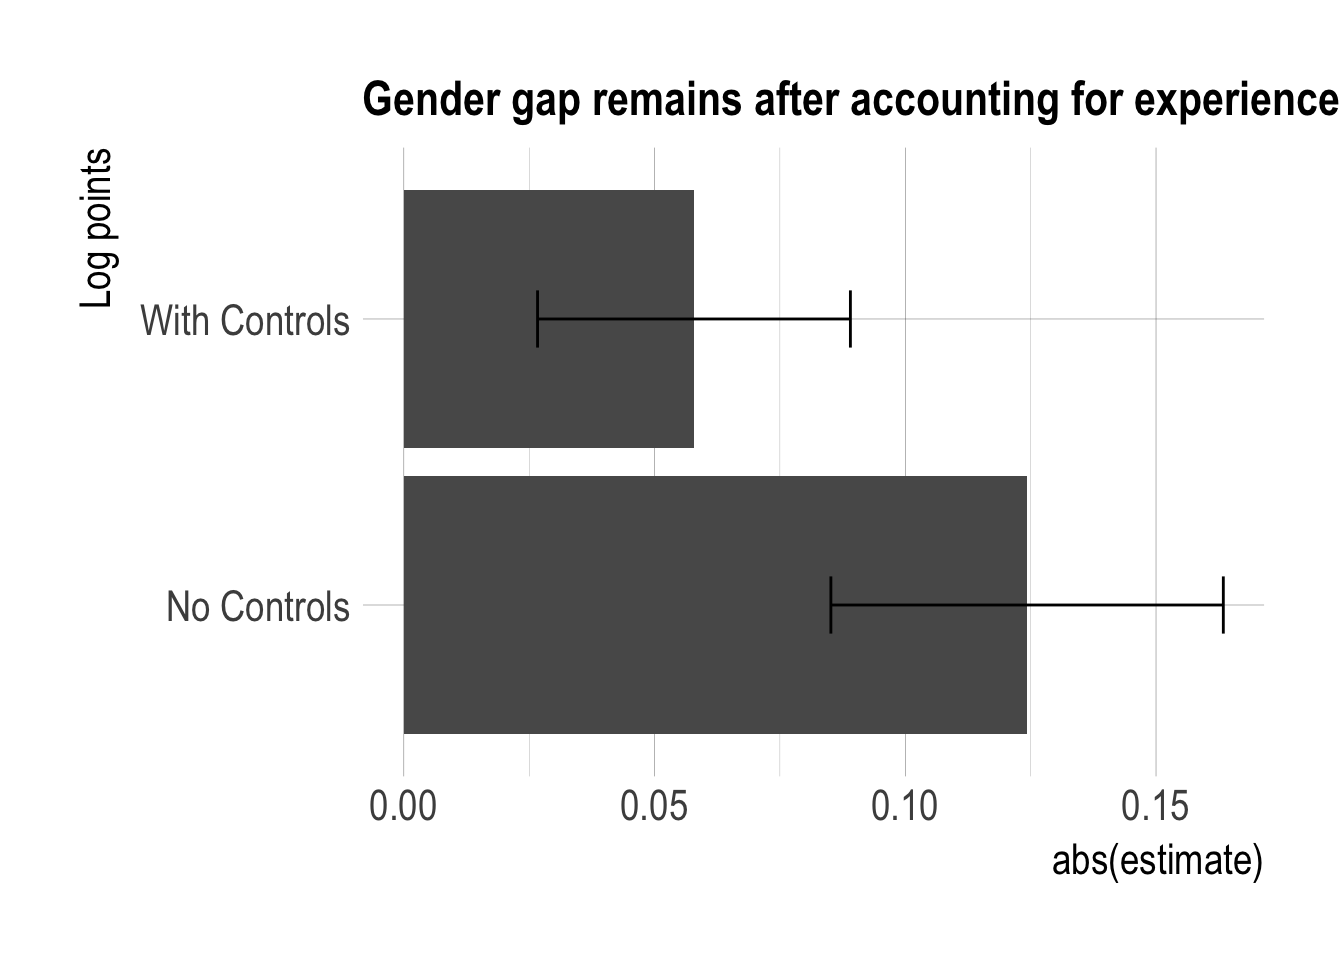 Gender gap remains after accounting for experience
Log points
With Controls
No Controls
0.00 0.05 0.10 0.15
abs(estimate)